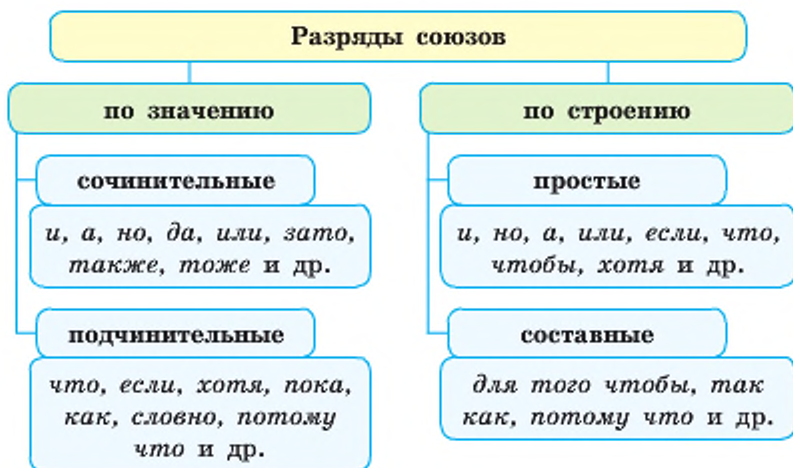 Разряды союзов
по значению
сочинительные
и, а, но, да, или, зато,
также, тоже и др.
подчинительные
что, если, хотя, пока,
как, словно, потому
что и др.
по строению
простые
и, но, а, или, если, что,
чтобы, хотя и др.
составные
для того чтобы, так
как, потому что и др.